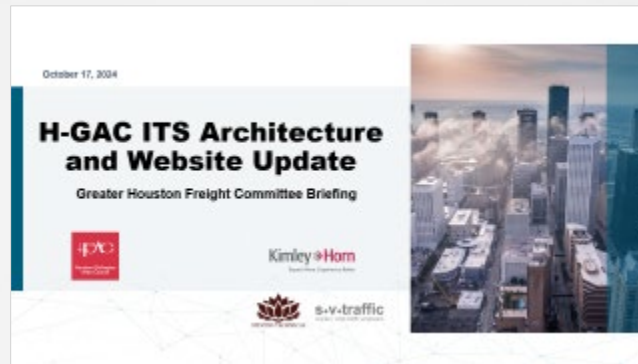 October 17, 2024
H-GAC ITS Architecture
and Website Update
Greater Houston Freight Committee Briefing
Kimley»Horn
s•v•traffic